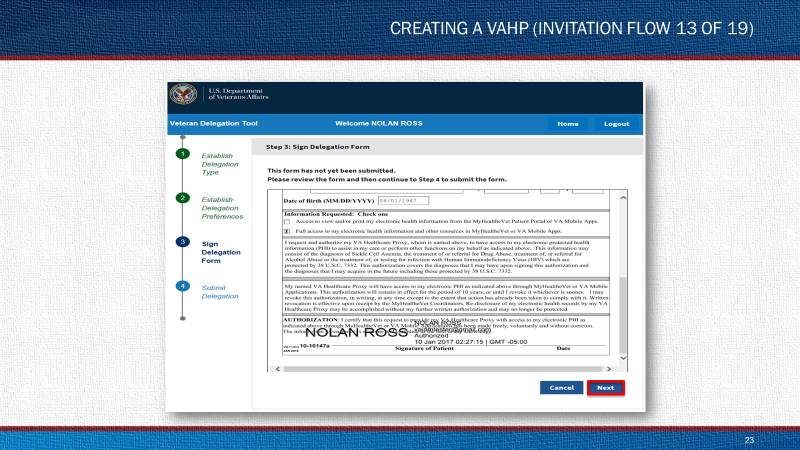 CREATING A VAHP (INVITATION FLOW 13 OF 19)
U.S. Department
of Veterans Affairs
Veteran Delegation Tool
Welcome NOLAN ROSS
Home
Logout
1
Establish
Delegation
Type
2
Establish
Delegation
Preferences
3
Sign
Delegation
Form
4
Submit
Delegation
Step 3: Sign Delegation Form
This form has not yet been submitted.
Please review the form and then continue to Step 4 to submit the form.
Date of Birth (MM/DD/YYYY)
Information Requested: Check one
Access to view and/or print my electronic health information from the MyHealtheVet Patient Portal or VA Mobile Apps.
Full access to my electronic health information and other resources in MyHealtheVet or VA Mobile Apps.
I request and authorize my VA Healthcare Proxy, whom is named above, to have access to my electronic protected health
information (PHI) to assist in my care or perform other functions on my behalf as indicated above. This information may
consist of the diagnosis of Sickle Cell Anemia, the treatment of or referral for Drug Abuse, treatment of, or referral for
Alcohol Abuse or the treatment of, or testing for infection with Human Immunodeficiency Virus (HIV) which are
protected by 38 U.S.C. 7332. This authorization covers the diagnoses that I may have upon signing this authorization and
the diagnoses that I may acquire in the future including those protected by 38 U.S.C. 7332.
My named VA Healthcare Proxy will have access to my electronic PHI as indicated above through MyHealtheVet or VA Mobile
Applications. This authorization will remain in effect for the period of 10 years, or until I revoke it whichever is sooner. I may
revoke this authorization, in writing, at any time except to the extent that action has already been taken to comply with it. Written
revocation is effective upon receipt by the MyHealtheVet Coordinators. Re-disclosure of my electronic health records by my VA
Healthcare Proxy may be accomplished without my further written authorization and may no longer be protected.
AUTHORIZATION: I certify that this request to provide my VA Healthcare Proxy with access to my electronic PHI as
indicated above through MyHealtheVet or VA Mobile has been made freely, voluntarily and without coercion.
NOLAN ROSS
NOLAN ROSS
Authorized
10 Jan 2017 02:27:15 | GMT -05:00
10-10147a
Signature of Patient
Date
Cancel
Next
23